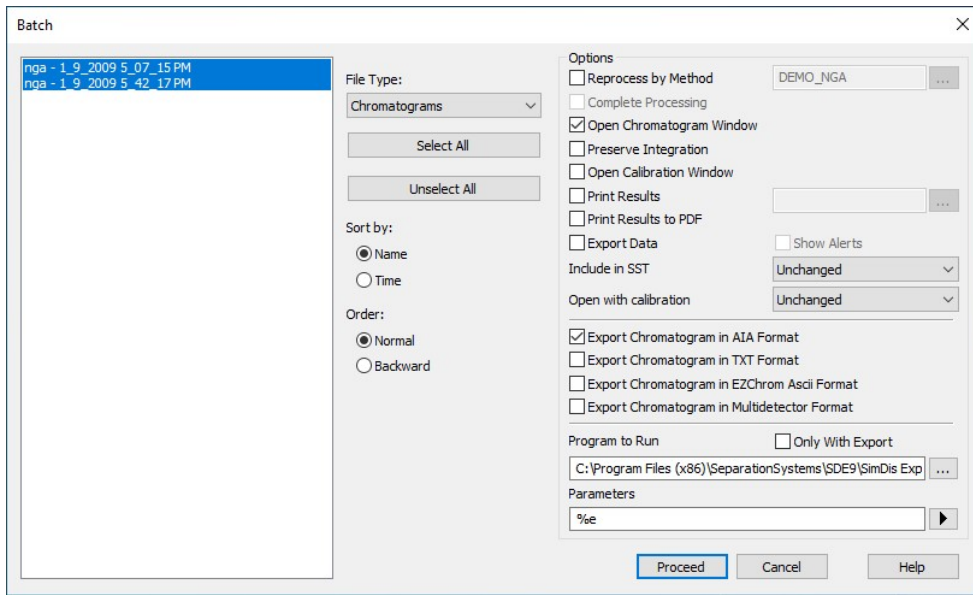 Batch
nga - 1_9_2009 5_07_15 PM
nga - 1_9_2009 5_42_17 PM
File Type:
Chromatograms
Select All
Unselect All
Sort by:
Name
Time
Order:
Normal
Backward
Options
Reprocess by Method
DEMO_NGA
...
Complete Processing
Open Chromatogram Window
Preserve Integration
Open Calibration Window
Print Results
...
Print Results to PDF
Export Data
Show Alerts
Include in SST
Unchanged
Open with calibration
Unchanged
Export Chromatogram in AIA Format
Export Chromatogram in TXT Format
Export Chromatogram in EZChrom Ascii Format
Export Chromatogram in Multidetector Format
Program to Run
Only With Export
C:\Program Files (x86)\SeparationSystems\SDE9\SimDis Exp
...
Parameters
%e
Proceed
Cancel
Help